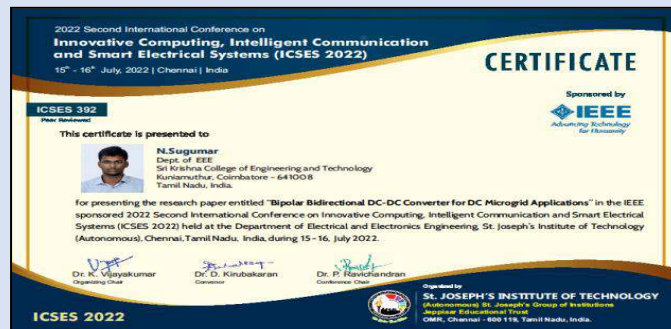 2022 Second International Conference on
Innovative Computing, Intelligent Communication
and Smart Electrical Systems (ICSES 2022)
15th - 16th July, 2022 | Chennai | India
CERTIFICATE
ICSES 392
Peer Reviewed
Sponsored by
IEEE
Advancing Technology
for Humanity
This certificate is presented to
N.Sugumar
Dept. of EEE
Sri Krishna College of Engineering and Technology
Kuniamuthur, Coimbatore - 641008
Tamil Nadu, India.
for presenting the research paper entitled "Bipolar Bidirectional DC-DC Converter for DC Microgrid Applications" in the IEEE
sponsored 2022 Second International Conference on Innovative Computing, Intelligent Communication and Smart Electrical
Systems (ICSES 2022) held at the Department of Electrical and Electronics Engineering, St. Joseph's Institute of Technology
(Autonomous), Chennai, Tamil Nadu, India, during 15-16, July 2022.
Dr. K. Vijayakumar
Organizing Chair
Dr. D. Kirubakaran
Convenor
Dr. P. Ravichandran
Conference Chair
Organized by
St. JOSEPH'S INSTITUTE OF TECHNOLOGY
(Autonomous) St. Joseph's Group of Institutions
Jeppiaar Educational Trust
OMR, Chennai - 600 119, Tamil Nadu, India.
ICSES 2022